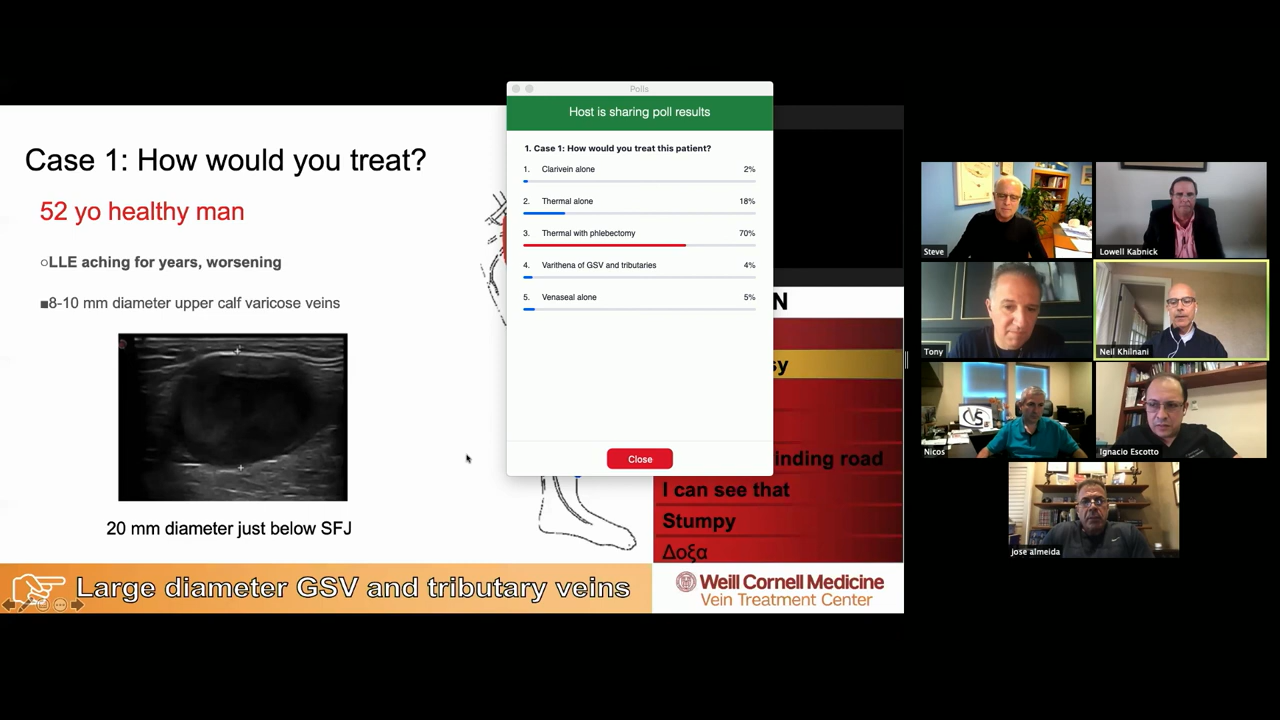 Polls
Host is sharing poll results
1. Case 1: How would you treat this patient?
1. Clarivein alone 2%
2. Thermal alone 18%
3. Thermal with phlebectomy 70%
4. Varithena of GSV and tributaries 4%
5. Venaseal alone 5%
Close
Case 1: How would you treat?
52 yo healthy man
○LLE aching for years, worsening
■8-10 mm diameter upper calf varicose veins
20 mm diameter just below SFJ
Large diameter GSV and tributary veins
N
sy
inding road
I can see that
Stumpy
Δοξα
Weill Cornell Medicine
Vein Treatment Center
Steve
Lowell Kabnick
Tony
Neil Khilnani
Nicos
Ignacio Escotto
jose almeida